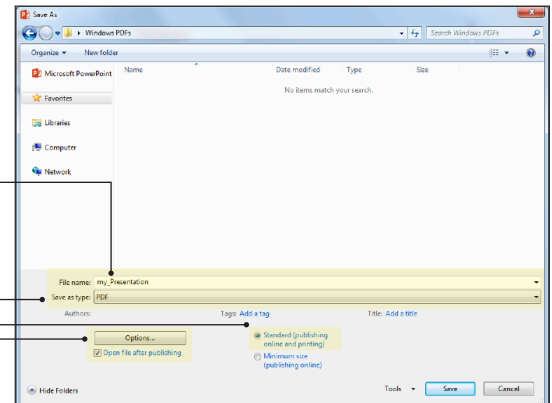 Save As
Windows PDFs
Search Windows PDFs
Organize
New folder
Microsoft PowerPoint
Name
Date modified
Type
Size
No items match your search.
Favorites
Libraries
Computer
Network
File name: my_Presentation
Save as type: PDF
Authors:
Tags: Add a tag
Title: Add a title
Options...
Open file after publishing
Standard (publishing
online and printing)
Minimum size
(publishing online)
Hide Folders
Tools
Save
Cancel